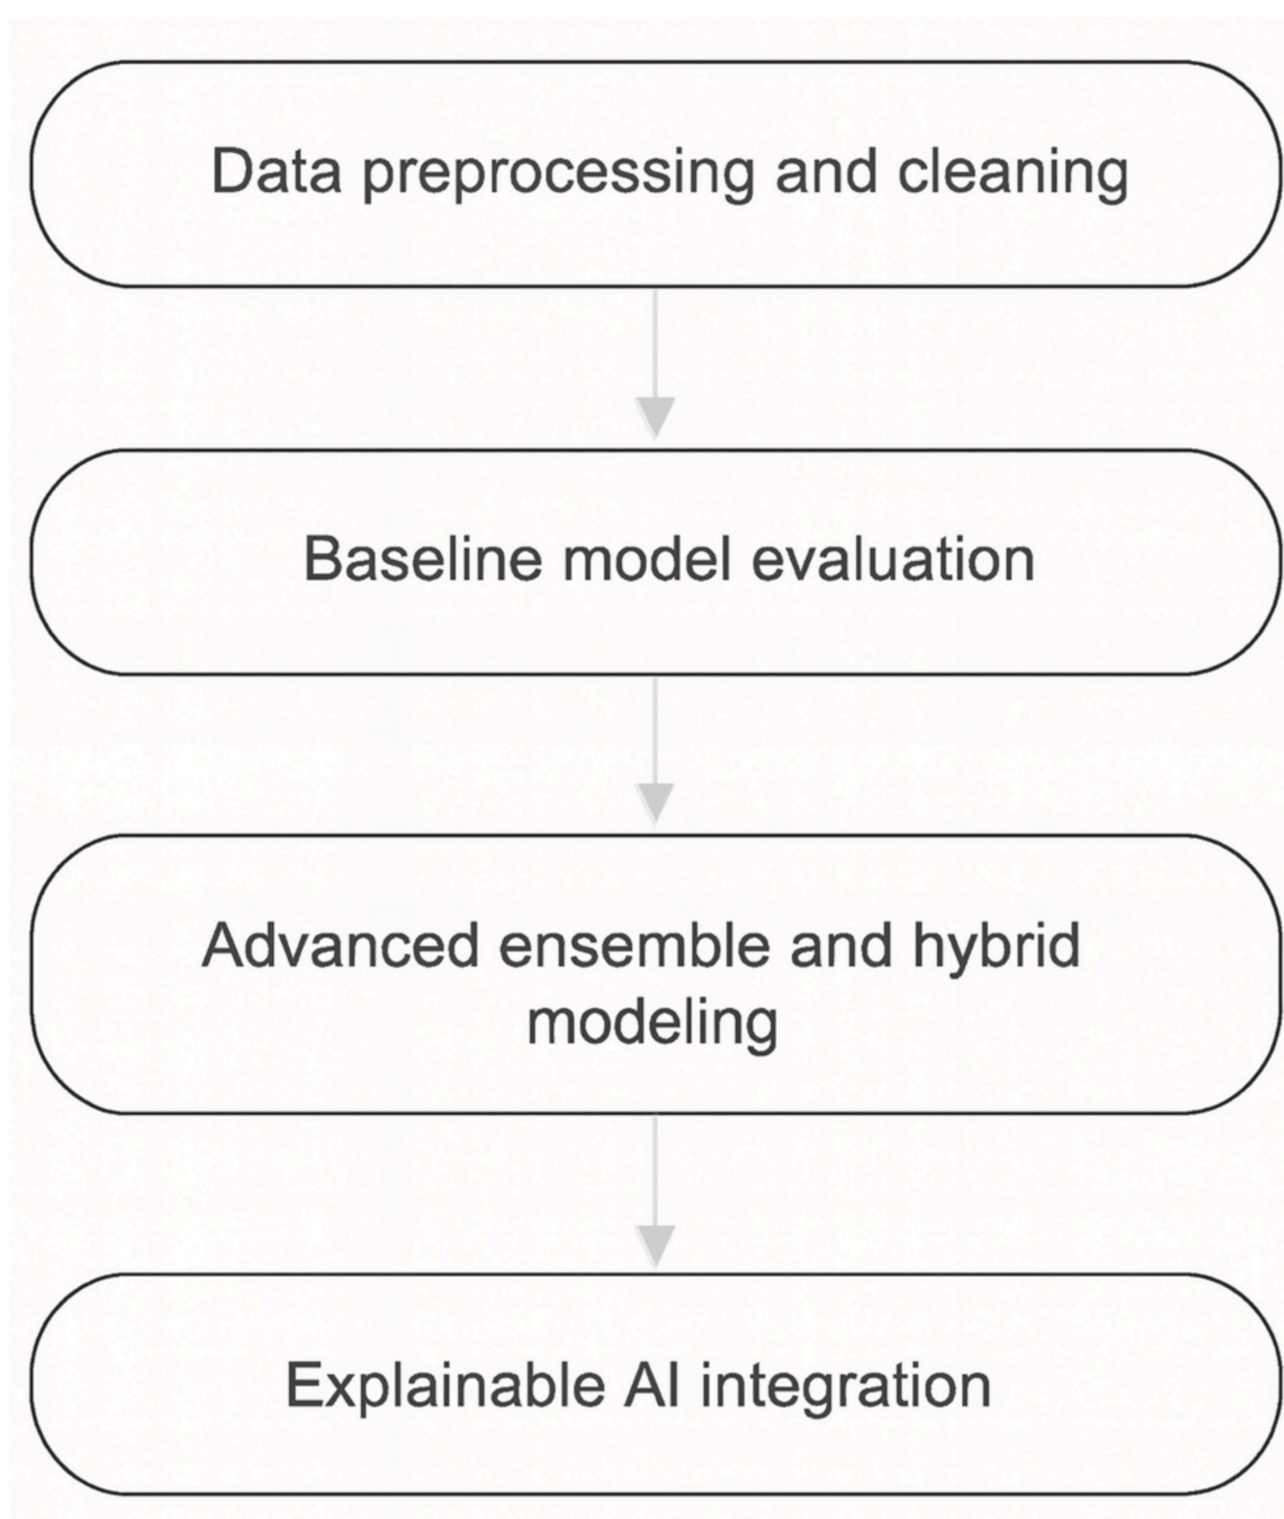 Data preprocessing and cleaning
Baseline model evaluation
Advanced ensemble and hybrid
modeling
Explainable AI integration